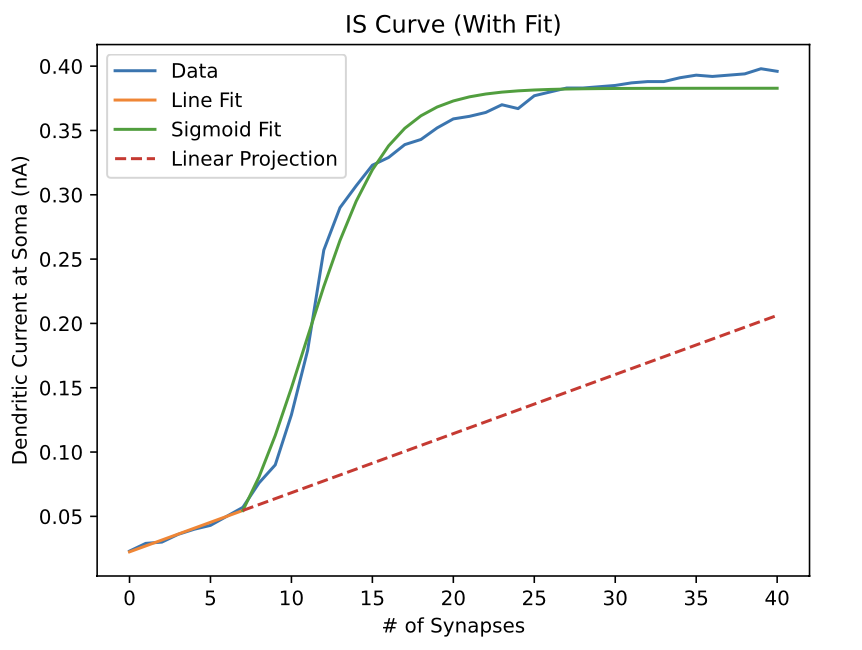 IS Curve (With Fit)
Data
Line Fit
Sigmoid Fit
Linear Projection
Dendritic Current at Soma (nA)
0.40
0.35
0.30
0.25
0.20
0.15
0.10
0.05
0 5 10 15 20 25 30 35 40
# of Synapses